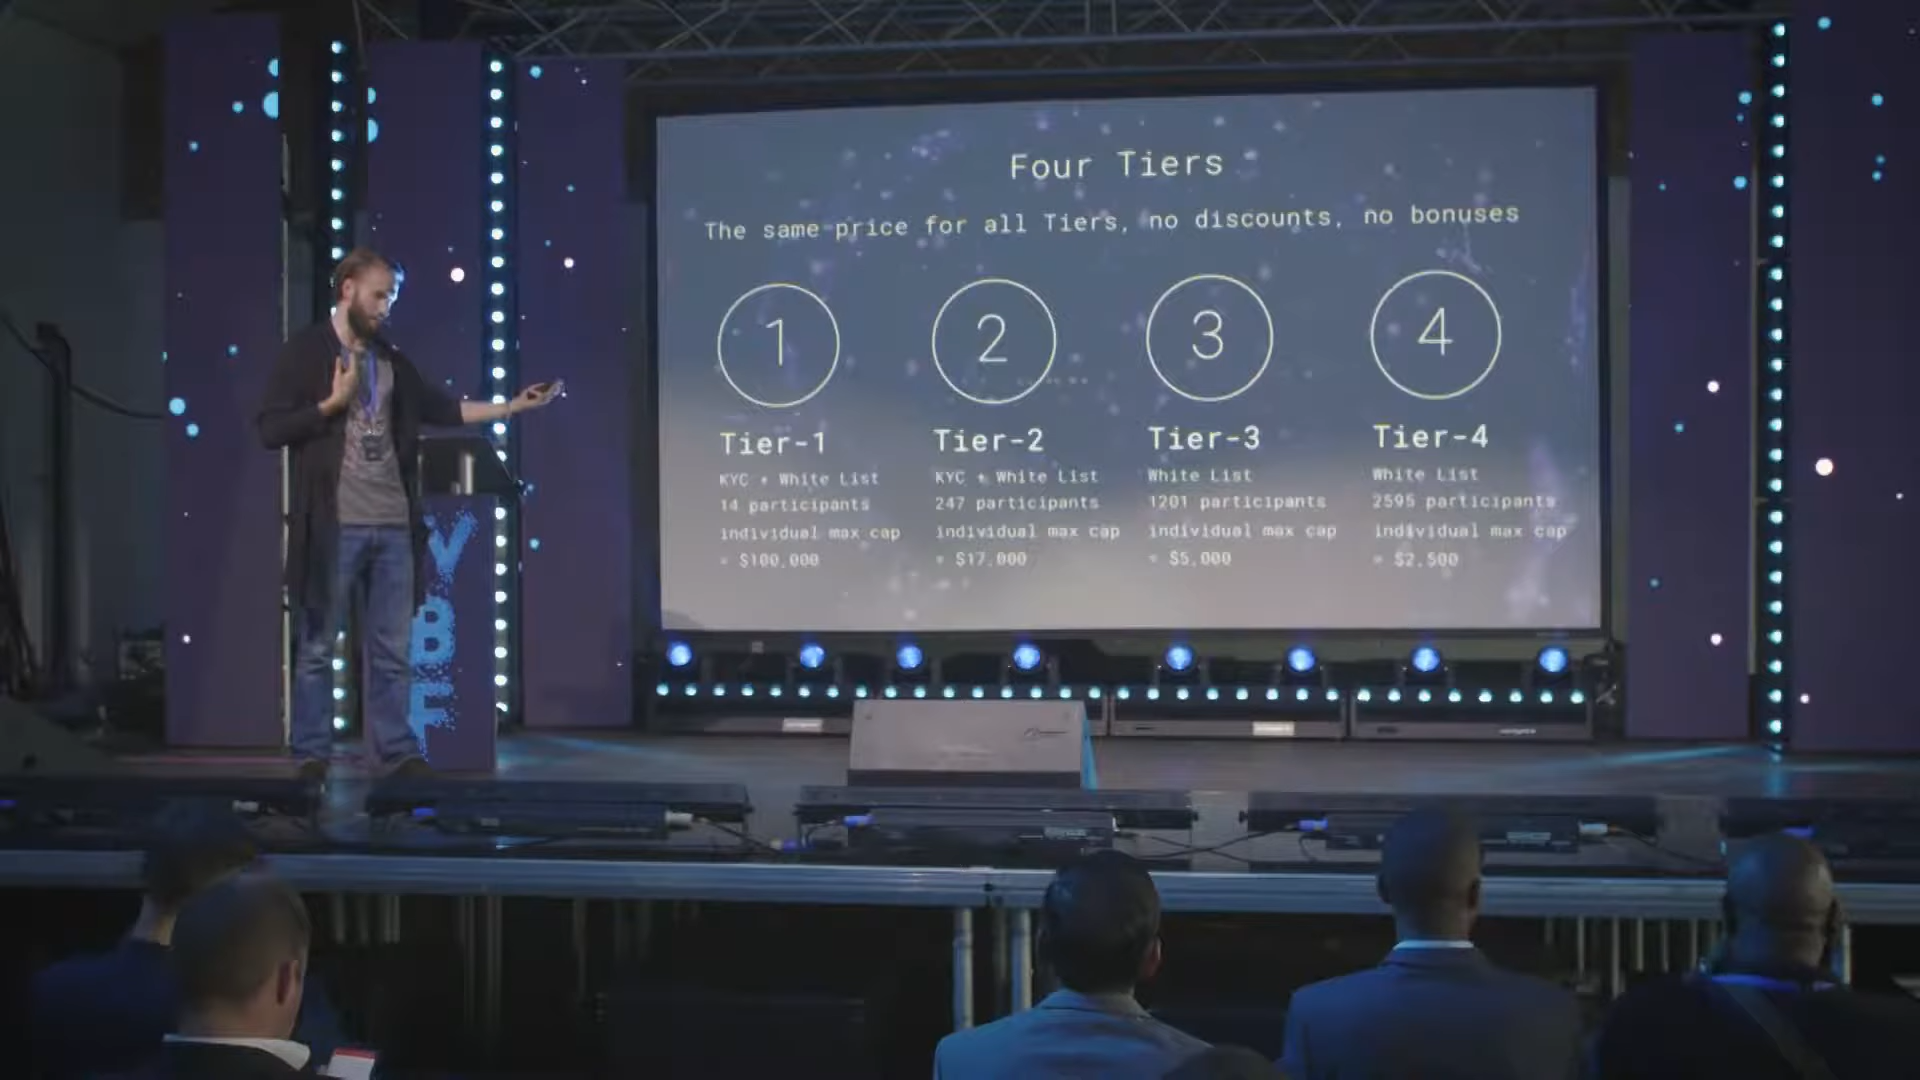 Four Tiers
The same price for all Tiers, no discounts, no bonuses
1
2
3
4
Tier-1
KYC + White List
14 participants
individual max cap
= $100,000
Tier-2
KYC + White List
247 participants
individual max cap
= $17,000
Tier-3
White List
1201 participants
individual max cap
= $5,000
Tier-4
White List
2595 participants
individual max cap
= $2,500
Y
B
F